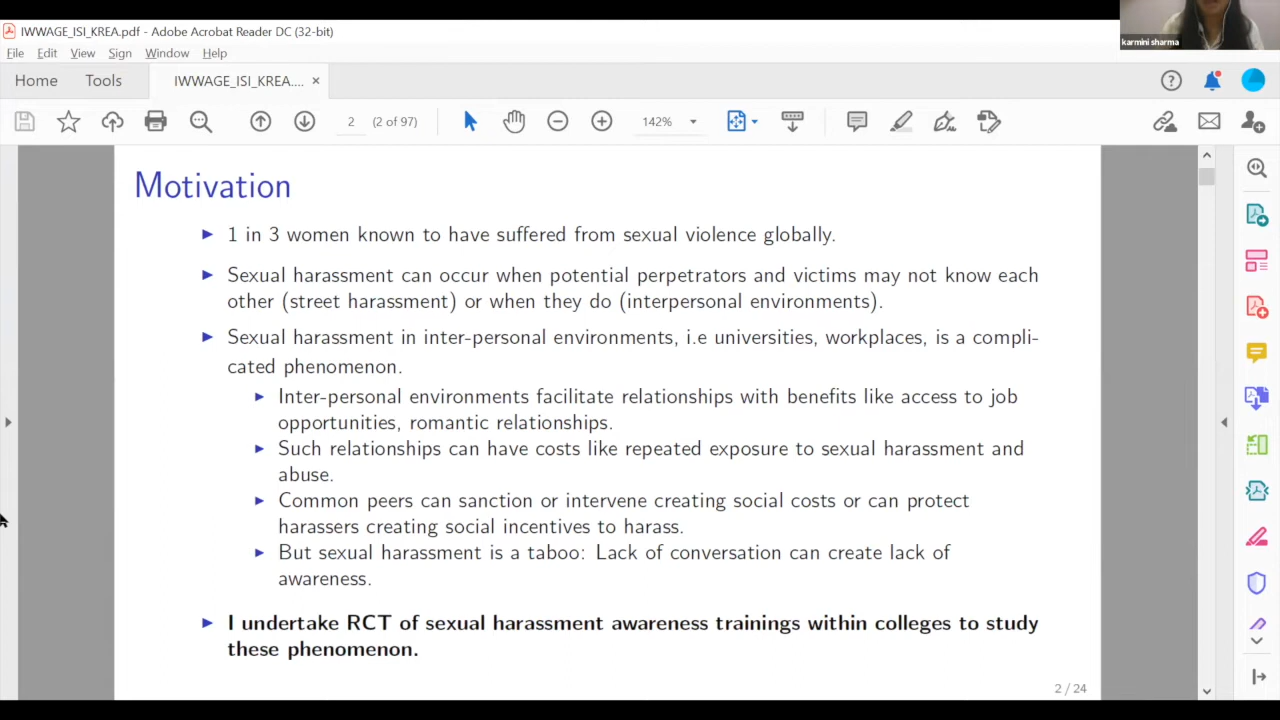 IWWAGE_ISI_KREA.pdf - Adobe Acrobat Reader DC (32-bit)
karmini sharma
File Edit View Sign Window Help
Home Tools IWWAGE_ISI_KREA.... ×
2 (2 of 97) 142%
Motivation
1 in 3 women known to have suffered from sexual violence globally.
Sexual harassment can occur when potential perpetrators and victims may not know each
other (street harassment) or when they do (interpersonal environments).
Sexual harassment in inter-personal environments, i.e universities, workplaces, is a compli-
cated phenomenon.
Inter-personal environments facilitate relationships with benefits like access to job
opportunities, romantic relationships.
Such relationships can have costs like repeated exposure to sexual harassment and
abuse.
Common peers can sanction or intervene creating social costs or can protect
harassers creating social incentives to harass.
But sexual harassment is a taboo: Lack of conversation can create lack of
awareness.
I undertake RCT of sexual harassment awareness trainings within colleges to study
these phenomenon.
2 / 24